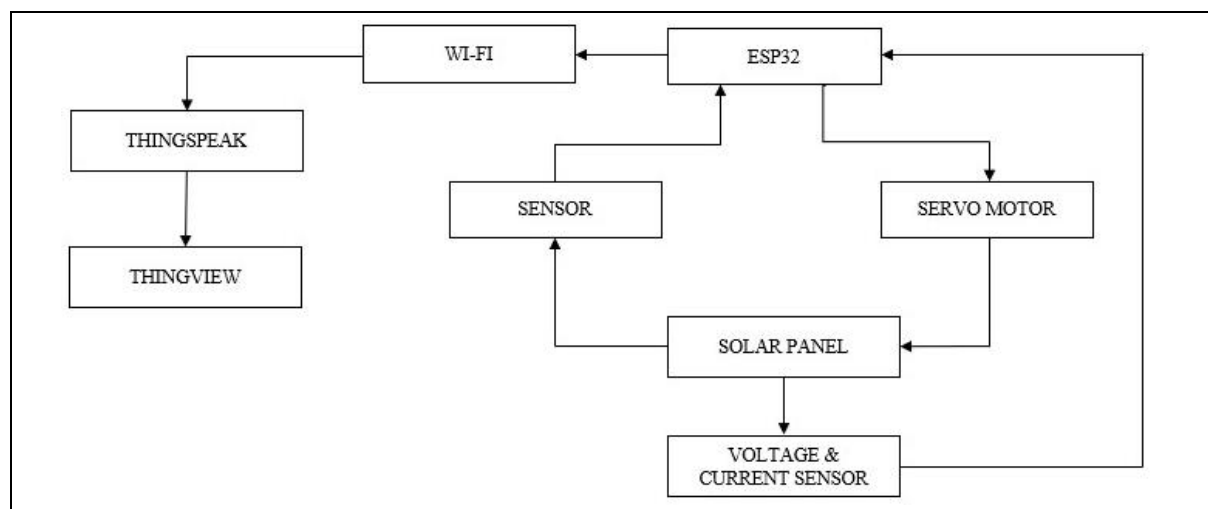 WI-FI
ESP32
THINGSPEAK
SENSOR
SERVO MOTOR
THINGVIEW
SOLAR PANEL
VOLTAGE &
CURRENT SENSOR